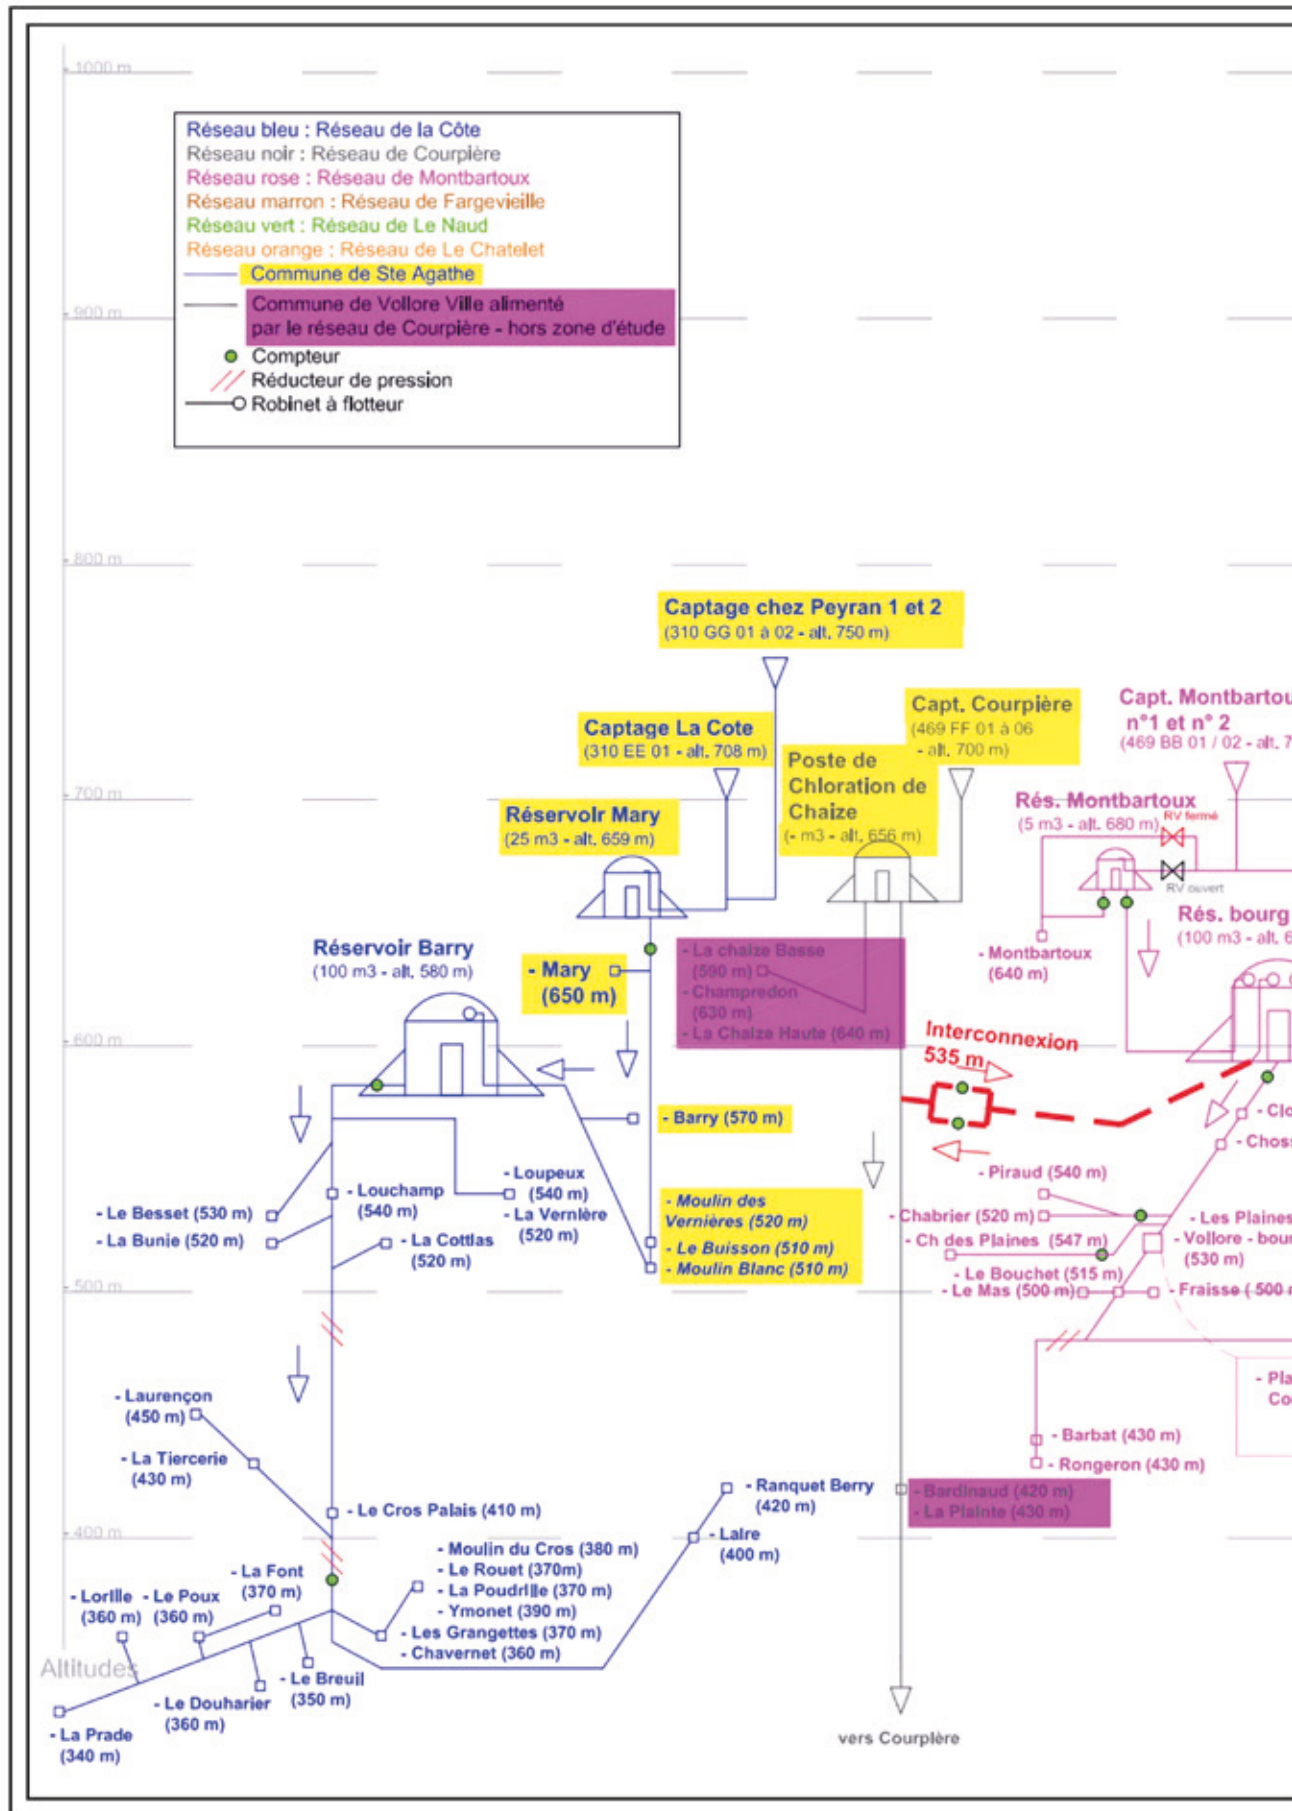 - 1000 m
Réseau bleu : Réseau de la Côte
Réseau noir : Réseau de Courpière
Réseau rose : Réseau de Montbartoux
Réseau marron : Réseau de Fargevieille
Réseau vert : Réseau de Le Naud
Réseau orange : Réseau de Le Chatelet
Commune de Ste Agathe
Commune de Vollore Ville alimenté
par le réseau de Courpière - hors zone d'étude
Compteur
Réducteur de pression
Robinet à flotteur
- 900 m
- 800 m
Captage chez Peyran 1 et 2
(310 GG 01 à 02 - alt. 750 m)
Captage La Cote
(310 EE 01 - alt. 708 m)
Capt. Courpière
(469 FF 01 à 06
- alt. 700 m)
Capt. Montbartou
n°1 et n° 2
(469 BB 01 / 02 - alt. 7
Poste de
Chloration de
Chaize
(- m3 - alt. 656 m)
- 700 m
Réservoir Mary
(25 m3 - alt. 659 m)
Rés. Montbartoux
(5 m3 - alt. 680 m)
RV fermé
RV ouvert
Rés. bourg
(100 m3 - alt. 6
Réservoir Barry
(100 m3 - alt. 580 m)
- Mary
(650 m)
- La chaize Basse
(590 m)
- Champredon
(630 m)
- La Chaize Haute (640 m)
- Montbartoux
(640 m)
- 600 m
Interconnexion
535 m
- Barry (570 m)
- Clo
- Choss
- Piraud (540 m)
- Loupeux
(540 m)
- La Vernière
(520 m)
- Louchamp
(540 m)
- Le Besset (530 m)
- La Bunie (520 m)
- La Cottias
(520 m)
- Moulin des
Vernières (520 m)
- Le Buisson (510 m)
- Moulin Blanc (510 m)
- Chabrier (520 m)
- Ch des Plaines (547 m)
- Les Plaines
- Vollore - bour
(530 m)
- Le Bouchet (515 m)
- Le Mas (500 m)
- Fraisse ( 500 m
- 500 m
- Pla
Co
- Laurençon
(450 m)
- La Tiercerie
(430 m)
- Barbat (430 m)
- Rongeron (430 m)
- Le Cros Palais (410 m)
- Ranquet Berry
(420 m)
- Bardinaud (420 m)
- La Plainte (430 m)
- 400 m
- Laire
(400 m)
- Moulin du Cros (380 m)
- Le Rouet (370m)
- La Poudrille (370 m)
- Ymonet (390 m)
- Les Grangettes (370 m)
- Chavernet (360 m)
- La Font
(370 m)
- Lorille
(360 m)
- Le Poux
(360 m)
Altitudes
- Le Breuil
(350 m)
- Le Douharier
(360 m)
- La Prade
(340 m)
vers Courpière